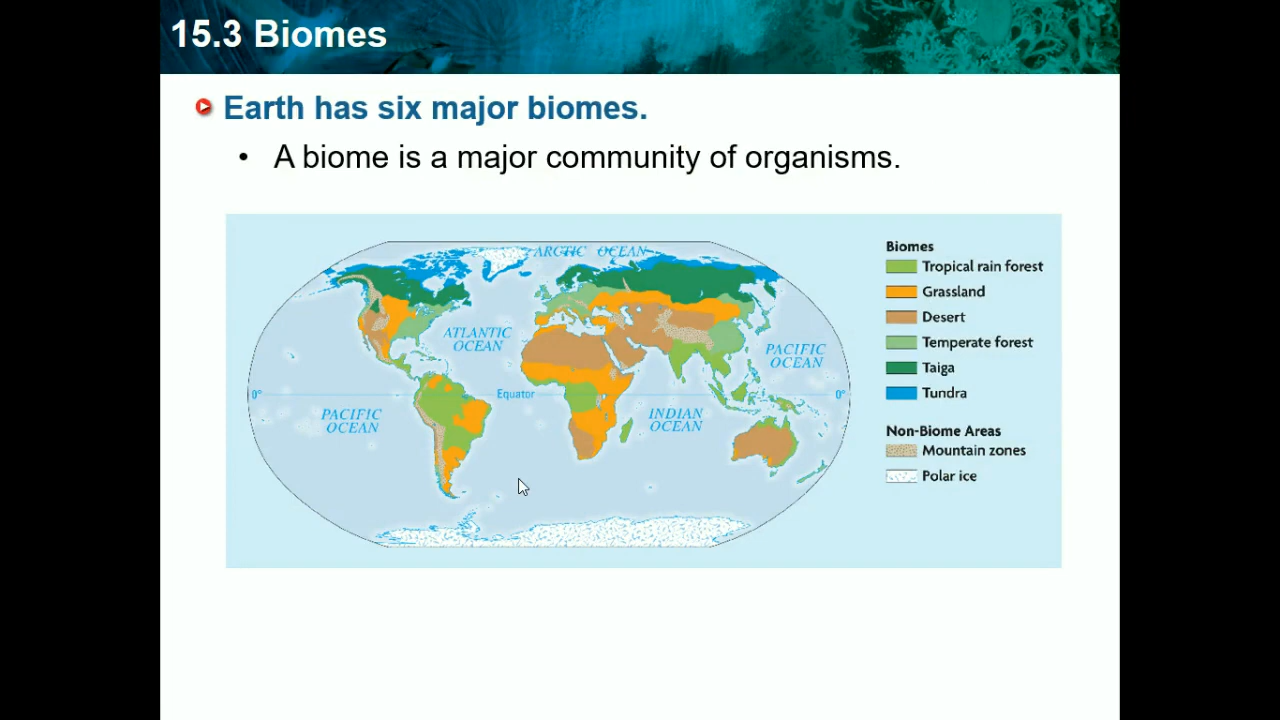 15.3 Biomes
Earth has six major biomes.
• A biome is a major community of organisms.
ARCTIC OCEAN
ATLANTIC
OCEAN
PACIFIC
OCEAN
0°
Equator
0°
PACIFIC
OCEAN
INDIAN
OCEAN
Biomes
Tropical rain forest
Grassland
Desert
Temperate forest
Taiga
Tundra
Non-Biome Areas
Mountain zones
Polar ice